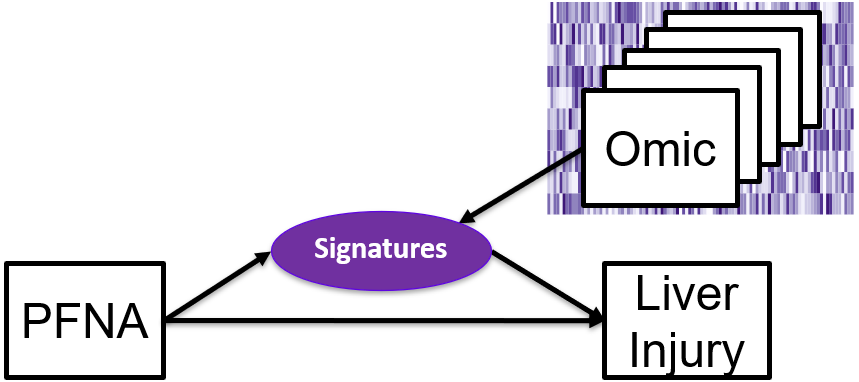 Omic
Signatures
PFNA
Liver
Injury